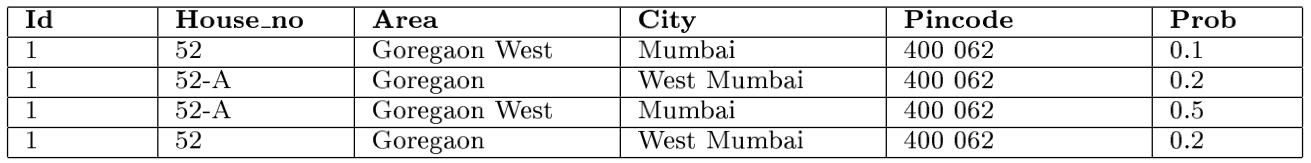 Id House_no Area City Pincode Prob
1 52 Goregaon West Mumbai 400 062 0.1
1 52-A Goregaon West Mumbai 400 062 0.2
1 52-A Goregaon West Mumbai 400 062 0.5
1 52 Goregaon West Mumbai 400 062 0.2